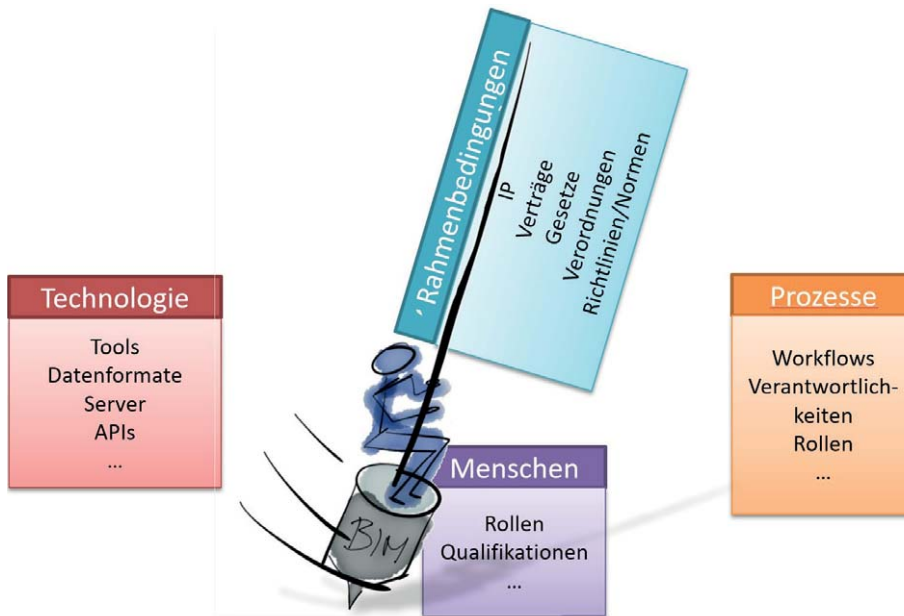 ´ Rahmenbedingungen
IP
Verträge
Gesetze
Verordnungen
Richtlinien/Normen
Technologie
Tools
Datenformate
Server
APIs
...
Prozesse
Workflows
Verantwortlich-
keiten
Rollen
...
Menschen
Rollen
Qualifikationen
...
BIM